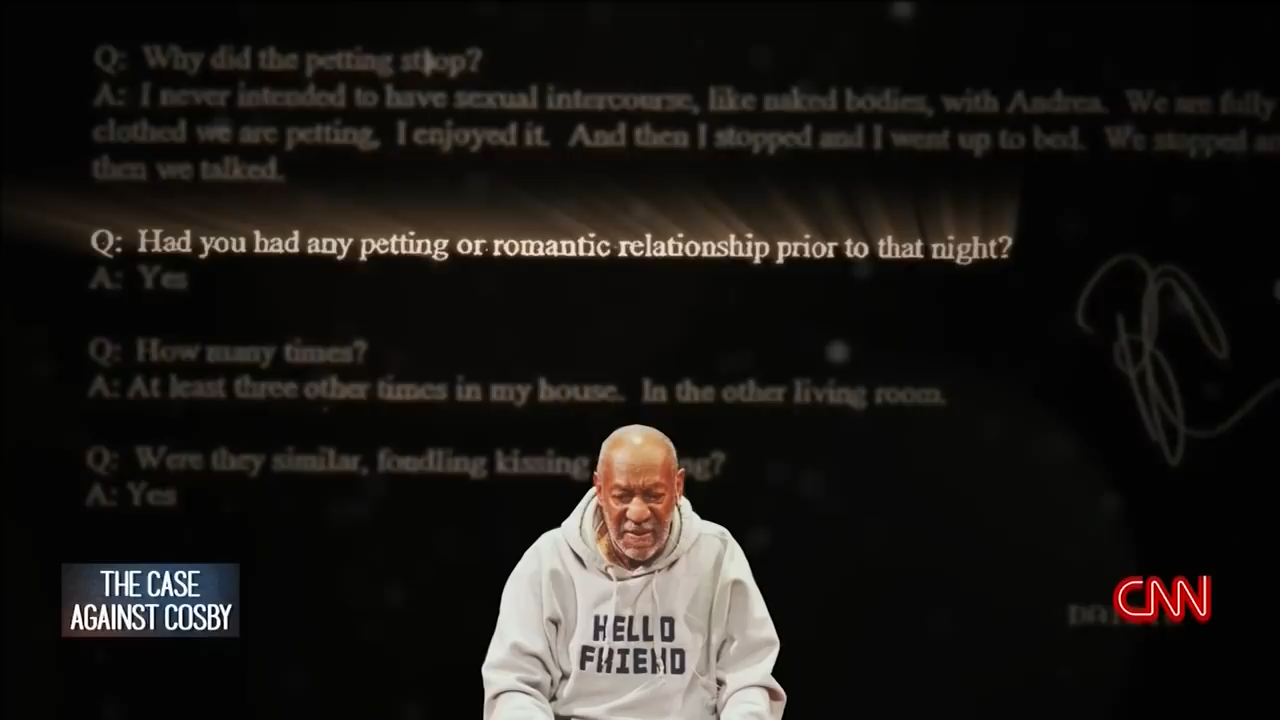 Q: Why did the petting stop?
A: I never intended to have sexual intercourse, like naked bodies, with Andrea. We are fully
clothed we are petting, I enjoyed it. And then I stopped and I went up to bed. We stopped
then we talked.
Q: Had you had any petting or romantic relationship prior to that night?
A: Yes
Q: How many times?
A: At least three other times in my house. In the other living room.
Q: Were they similar, fondling kissing
A: Yes
HELLO
FRIEND
THE CASE
AGAINST COSBY
CNN